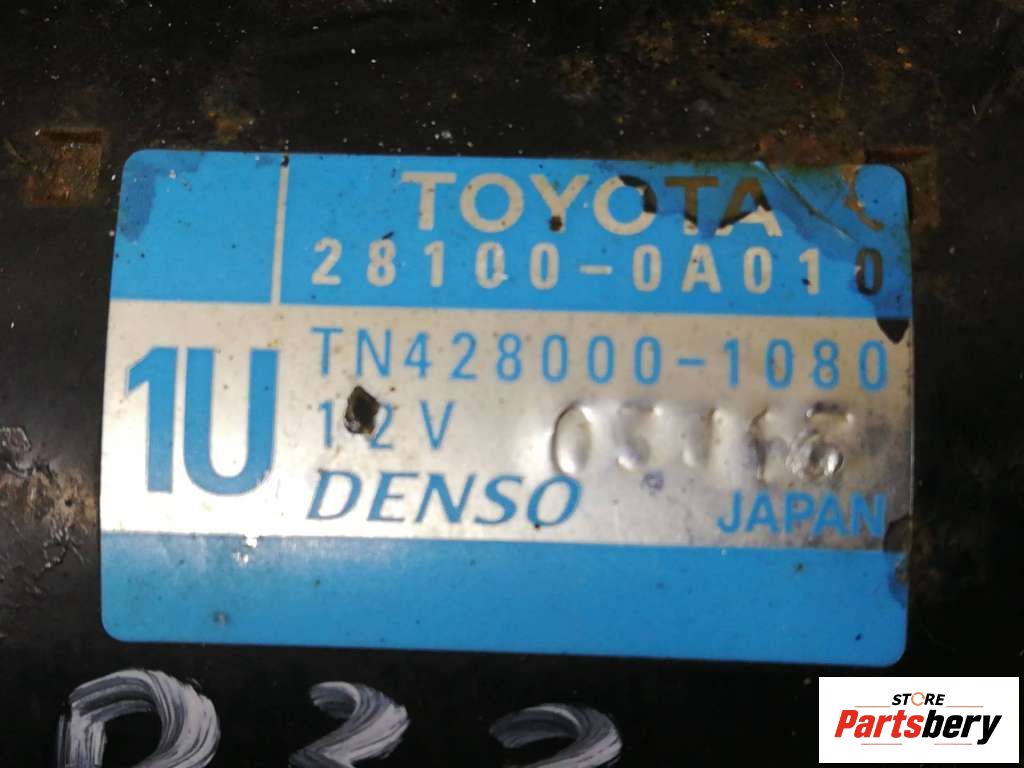 TOYOTA
28100-0A010
1U
TN428000-1080
12V
DENSO
JAPAN
STORE
Partsbery